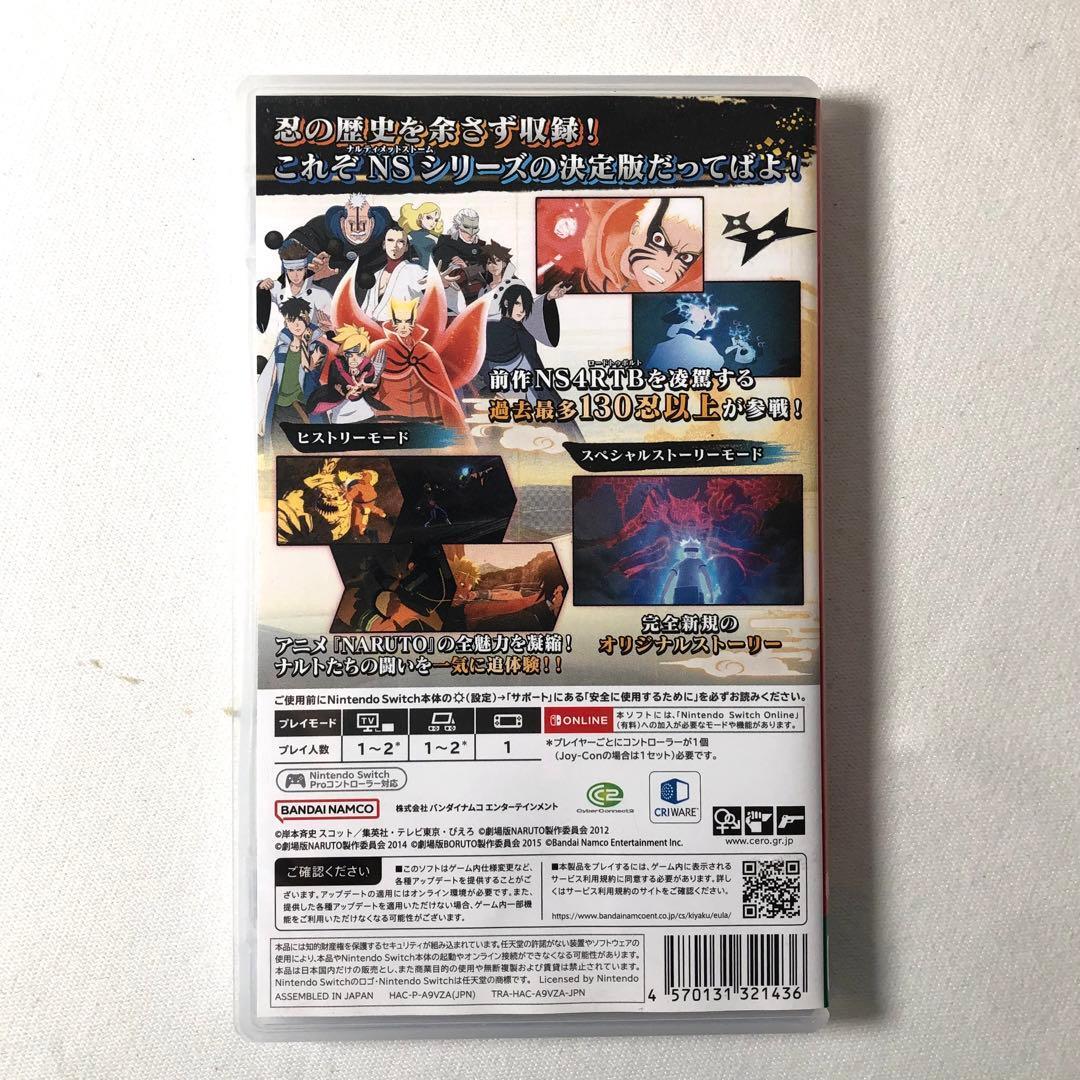 忍の歴史を余さず収録！
ナルティメットストーム
これぞNSシリーズの決定版だってばよ！
ロードトゥボルト
前作NS4RTBを凌駕する
過去最多130忍以上が参戦！
ヒストリーモード
スペシャルストーリーモード
アニメ『NARUTO』の全魅力を凝縮！
ナルトたちの闘いを一気に追体験！！
完全新規の
オリジナルストーリー
ご使用前にNintendo Switch本体の(設定)→「サポート」にある「安全に使用するために」を必ずお読みください。
プレイモード TV
プレイ人数 1～2* 1～2* 1
ONLINE
本ソフトには、「Nintendo Switch Online」
(有料)への加入が必要なモードや機能があります。
*プレイヤーごとにコントローラーが1個
(Joy-Conの場合は1セット)必要です。
Nintendo Switch
Proコントローラー対応
BANDAI NAMCO 株式会社 バンダイナムコ エンターテインメント
CyberConnect2
CRIWARE
www.cero.gr.jp
©岸本斉史 スコット／集英社・テレビ東京・ぴえろ ©劇場版NARUTO製作委員会 2012
©劇場版NARUTO製作委員会 2014 ©劇場版BORUTO製作委員会 2015 ©Bandai Namco Entertainment Inc.
ご確認ください
■このソフトはゲーム内仕様変更など、
各種アップデートを提供することがご
ざいます。アップデートの適用にはオンライン環境が必要です。また、
提供した各種アップデートを適用いただけない場合、ゲーム内一部機
能をご利用いただけなくなる可能性がございます。
■本製品をプレイするには、ゲーム内に表示される
サービス利用規約に同意する必要があります。詳し
くはサービス利用規約のサイトをご確認ください。
https://www.bandainamcoent.co.jp/cs/kiyaku/eula/
本品には知的財産権を保護するセキュリティが組み込まれています。任天堂の許諾がない装置やソフトウェアの
使用により、本品やNintendo Switch本体の起動やオンライン接続ができなくなる可能性があります。
本品は日本国内だけの販売とし、また商業目的の使用や無断複製および賃貸は禁止されています。
Nintendo Switchのロゴ・Nintendo Switchは任天堂の商標です。 Licensed by Nintendo
ASSEMBLED IN JAPAN HAC-P-A9VZA(JPN) TRA-HAC-A9VZA-JPN
4 570131 321436